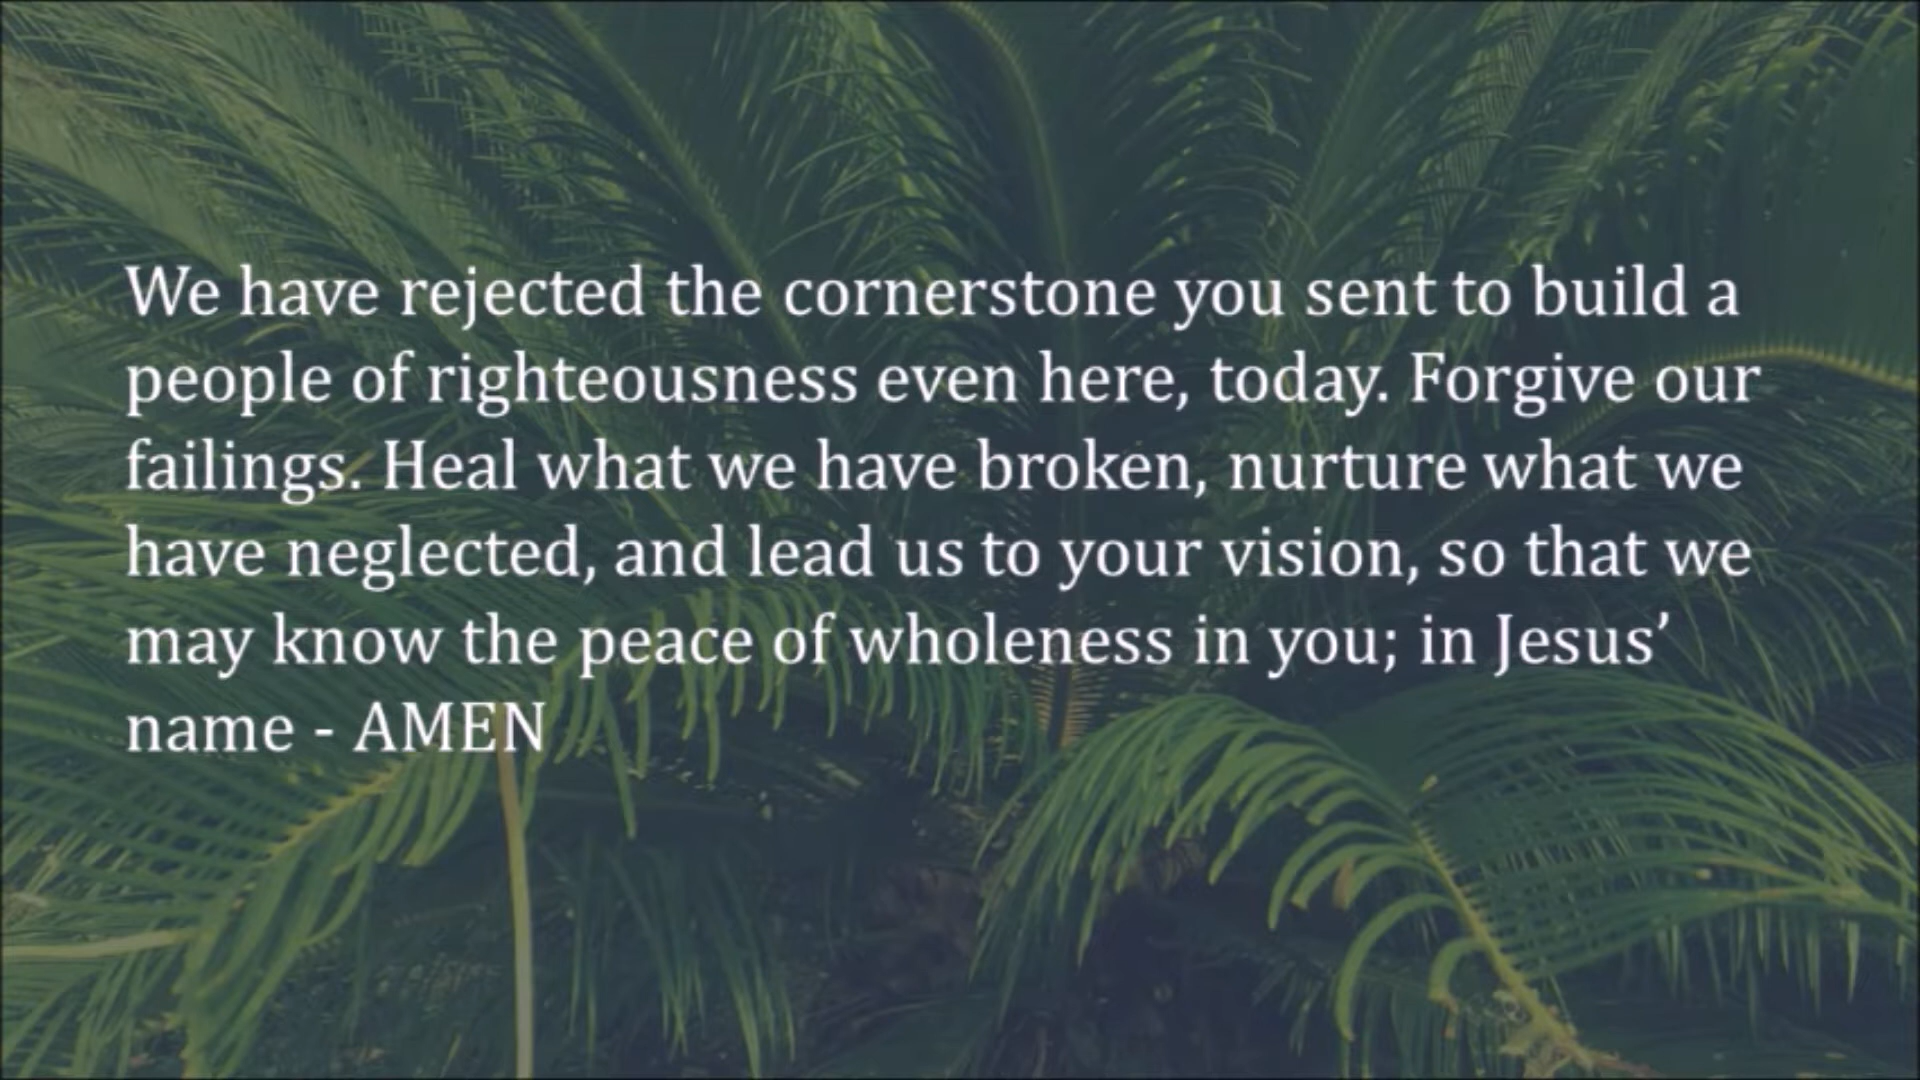 We have rejected the cornerstone you sent to build a
people of righteousness even here, today. Forgive our
failings. Heal what we have broken, nurture what we
have neglected, and lead us to your vision, so that we
may know the peace of wholeness in you; in Jesus’
name - AMEN